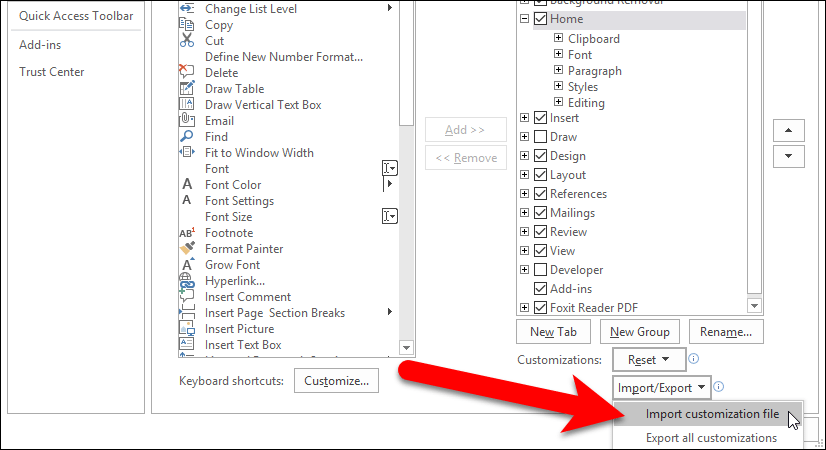 Quick Access Toolbar
Add-ins
Trust Center
Change List Level
Copy
Cut
Define New Number Format...
Delete
Draw Table
Draw Vertical Text Box
Email
Find
Fit to Window Width
Font
Font Color
Font Settings
Font Size
Footnote
Format Painter
Grow Font
Hyperlink...
Insert Comment
Insert Page  Section Breaks
Insert Picture
Insert Text Box
Keyboard shortcuts:
Customize...
Add >>
<< Remove
Background Removal
Home
Clipboard
Font
Paragraph
Styles
Editing
Insert
Draw
Design
Layout
References
Mailings
Review
View
Developer
Add-ins
Foxit Reader PDF
New Tab
New Group
Rename...
Customizations:
Reset
Import/Export
Import customization file
Export all customizations